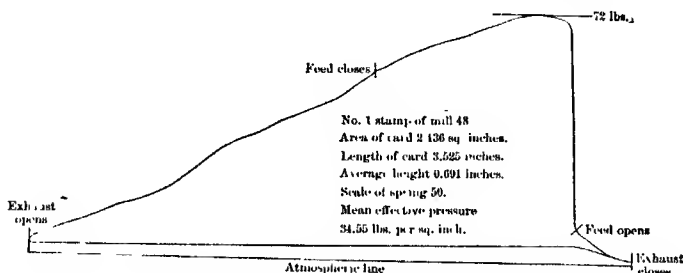 72 lbs.
Feed closes
No. 1 stamp of mill 48
Area of card 2 436 sq inches.
Length of card 3.525 inches.
Average height 0.691 inches.
Scale of spring 50.
Mean effective pressure
34.55 lbs. per sq. inch.
Exhaust
opens
Feed opens
Exhaust
closes
Atmospheric line